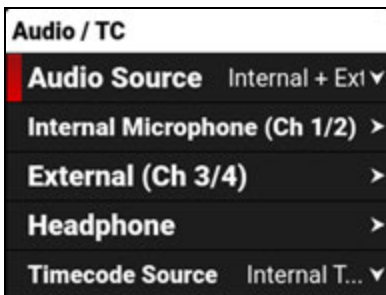 Audio / TC
Audio Source Internal + Ext
Internal Microphone (Ch 1/2)
External (Ch 3/4)
Headphone
Timecode Source Internal T...